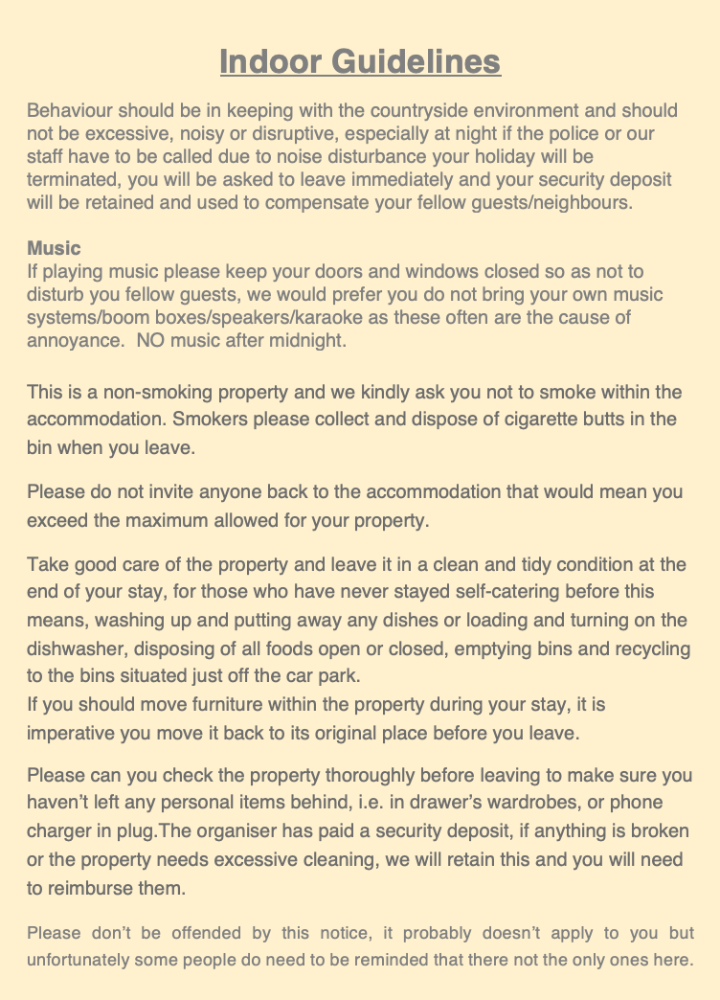 Indoor Guidelines
Behaviour should be in keeping with the countryside environment and should
not be excessive, noisy or disruptive, especially at night if the police or our
staff have to be called due to noise disturbance your holiday will be
terminated, you will be asked to leave immediately and your security deposit
will be retained and used to compensate your fellow guests/neighbours.
Music
If playing music please keep your doors and windows closed so as not to
disturb you fellow guests, we would prefer you do not bring your own music
systems/boom boxes/speakers/karaoke as these often are the cause of
annoyance.  NO music after midnight.
This is a non-smoking property and we kindly ask you not to smoke within the
accommodation. Smokers please collect and dispose of cigarette butts in the
bin when you leave.
Please do not invite anyone back to the accommodation that would mean you
exceed the maximum allowed for your property.
Take good care of the property and leave it in a clean and tidy condition at the
end of your stay, for those who have never stayed self-catering before this
means, washing up and putting away any dishes or loading and turning on the
dishwasher, disposing of all foods open or closed, emptying bins and recycling
to the bins situated just off the car park.
If you should move furniture within the property during your stay, it is
imperative you move it back to its original place before you leave.
Please can you check the property thoroughly before leaving to make sure you
haven’t left any personal items behind, i.e. in drawer’s wardrobes, or phone
charger in plug.The organiser has paid a security deposit, if anything is broken
or the property needs excessive cleaning, we will retain this and you will need
to reimburse them.
Please don’t be offended by this notice, it probably doesn’t apply to you but
unfortunately some people do need to be reminded that there not the only ones here.